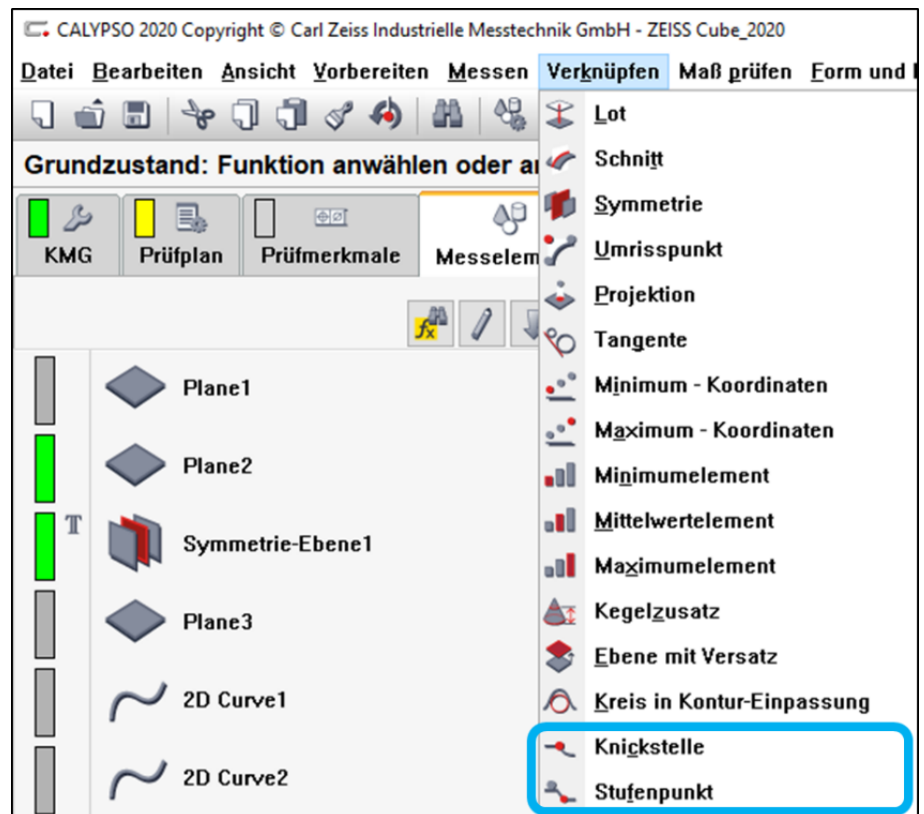 CALYPSO 2020 Copyright © Carl Zeiss Industrielle Messtechnik GmbH - ZEISS Cube_2020
Datei Bearbeiten Ansicht Vorbereiten Messen Verknüpfen Maß prüfen Form und
Grundzustand: Funktion anwählen oder
KMG Prüfplan Prüfmerkmale Messelem
fx
Plane1
Plane2
T
Symmetrie-Ebene1
Plane3
2D Curve1
2D Curve2
Lot
Schnitt
Symmetrie
Umrisspunkt
Projektion
Tangente
Minimum - Koordinaten
Maximum - Koordinaten
Minimumelement
Mittelwertelement
Maximumelement
Kegelzusatz
Ebene mit Versatz
Kreis in Kontur-Einpassung
Knickstelle
Stufenpunkt